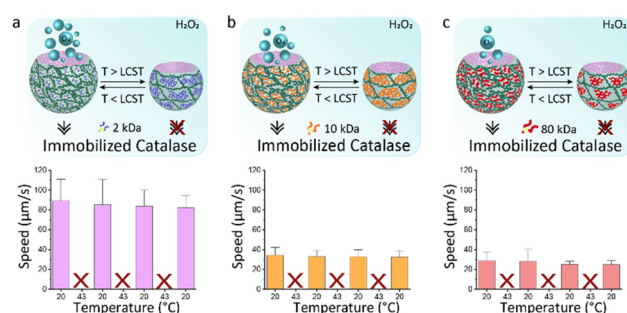 a
H₂O₂
O₂
T > LCST
T < LCST
2 kDa
Immobilized Catalase
Speed (µm/s)
120
100
80
60
40
20
0
20 43 20 43 20 43 20
Temperature (°C)
b
H₂O₂
O₂
T > LCST
T < LCST
10 kDa
Immobilized Catalase
Speed (µm/s)
120
100
80
60
40
20
0
20 43 20 43 20 43 20
Temperature (°C)
c
H₂O₂
O₂
T > LCST
T < LCST
80 kDa
Immobilized Catalase
Speed (µm/s)
120
100
80
60
40
20
0
20 43 20 43 20 43 20
Temperature (°C)